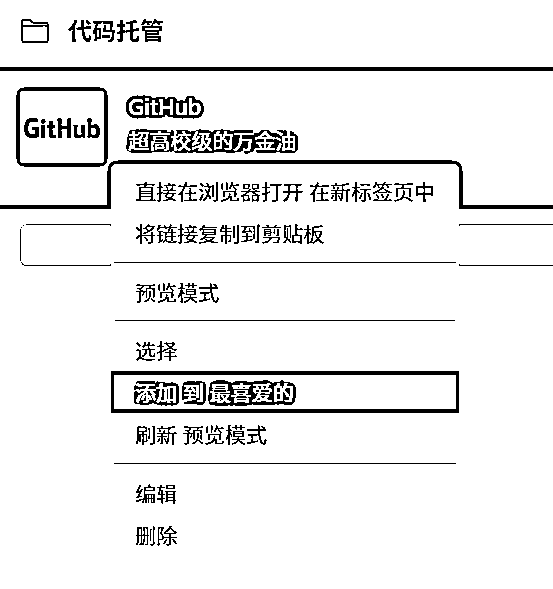 代码托管
GitHub
GitHub
超高校级的万金油
直接在浏览器打开 在新标签页中
将链接复制到剪贴板
预览模式
选择
添加 到 最喜爱的
刷新 预览模式
编辑
删除